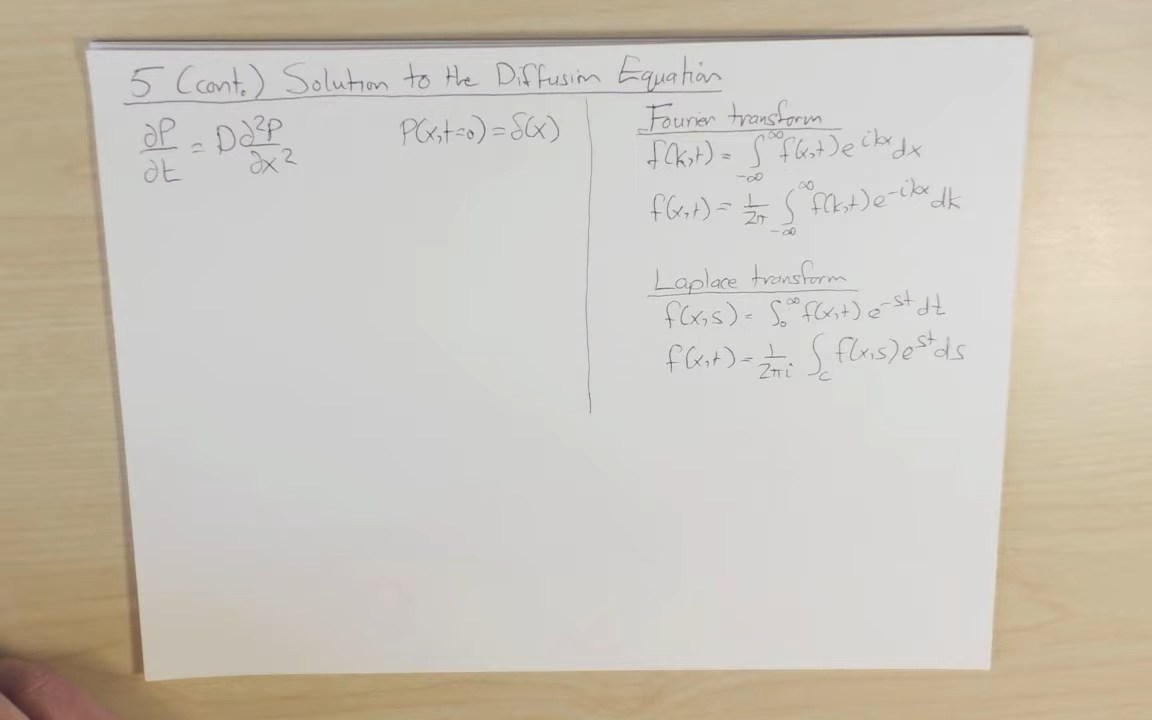 5 (cont.) Solution to the Diffusion Equation
∂P/∂t = D ∂²P/∂x² P(x,t=0) = δ(x)
Fourier transform
f(k,t) = ∫_{-∞}^{∞} f(x,t) e^{ikx} dx
f(x,t) = 1/2π ∫_{-∞}^{∞} f(k,t) e^{-ikx} dk
Laplace transform
f(x,s) = ∫_0^∞ f(x,t) e^{-st} dt
f(x,t) = 1/2πi ∫_C f(x,s) e^{st} ds